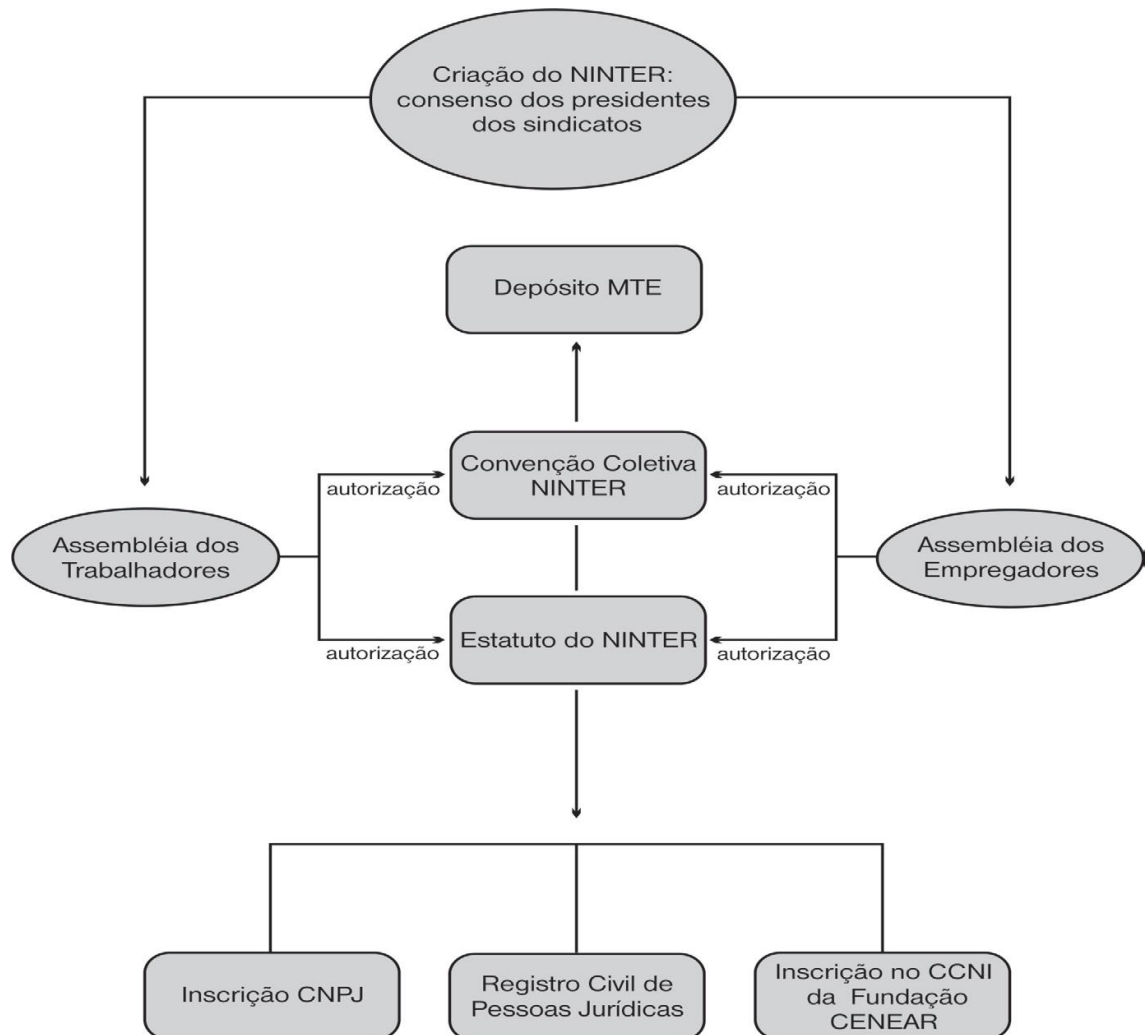 Criação do NINTER:
consenso dos presidentes
dos sindicatos
Depósito MTE
Convenção Coletiva
NINTER
autorização
autorização
Assembléia dos
Trabalhadores
Assembléia dos
Empregadores
Estatuto do NINTER
autorização
autorização
Inscrição CNPJ
Registro Civil de
Pessoas Jurídicas
Inscrição no CCNI
da Fundação
CENEAR